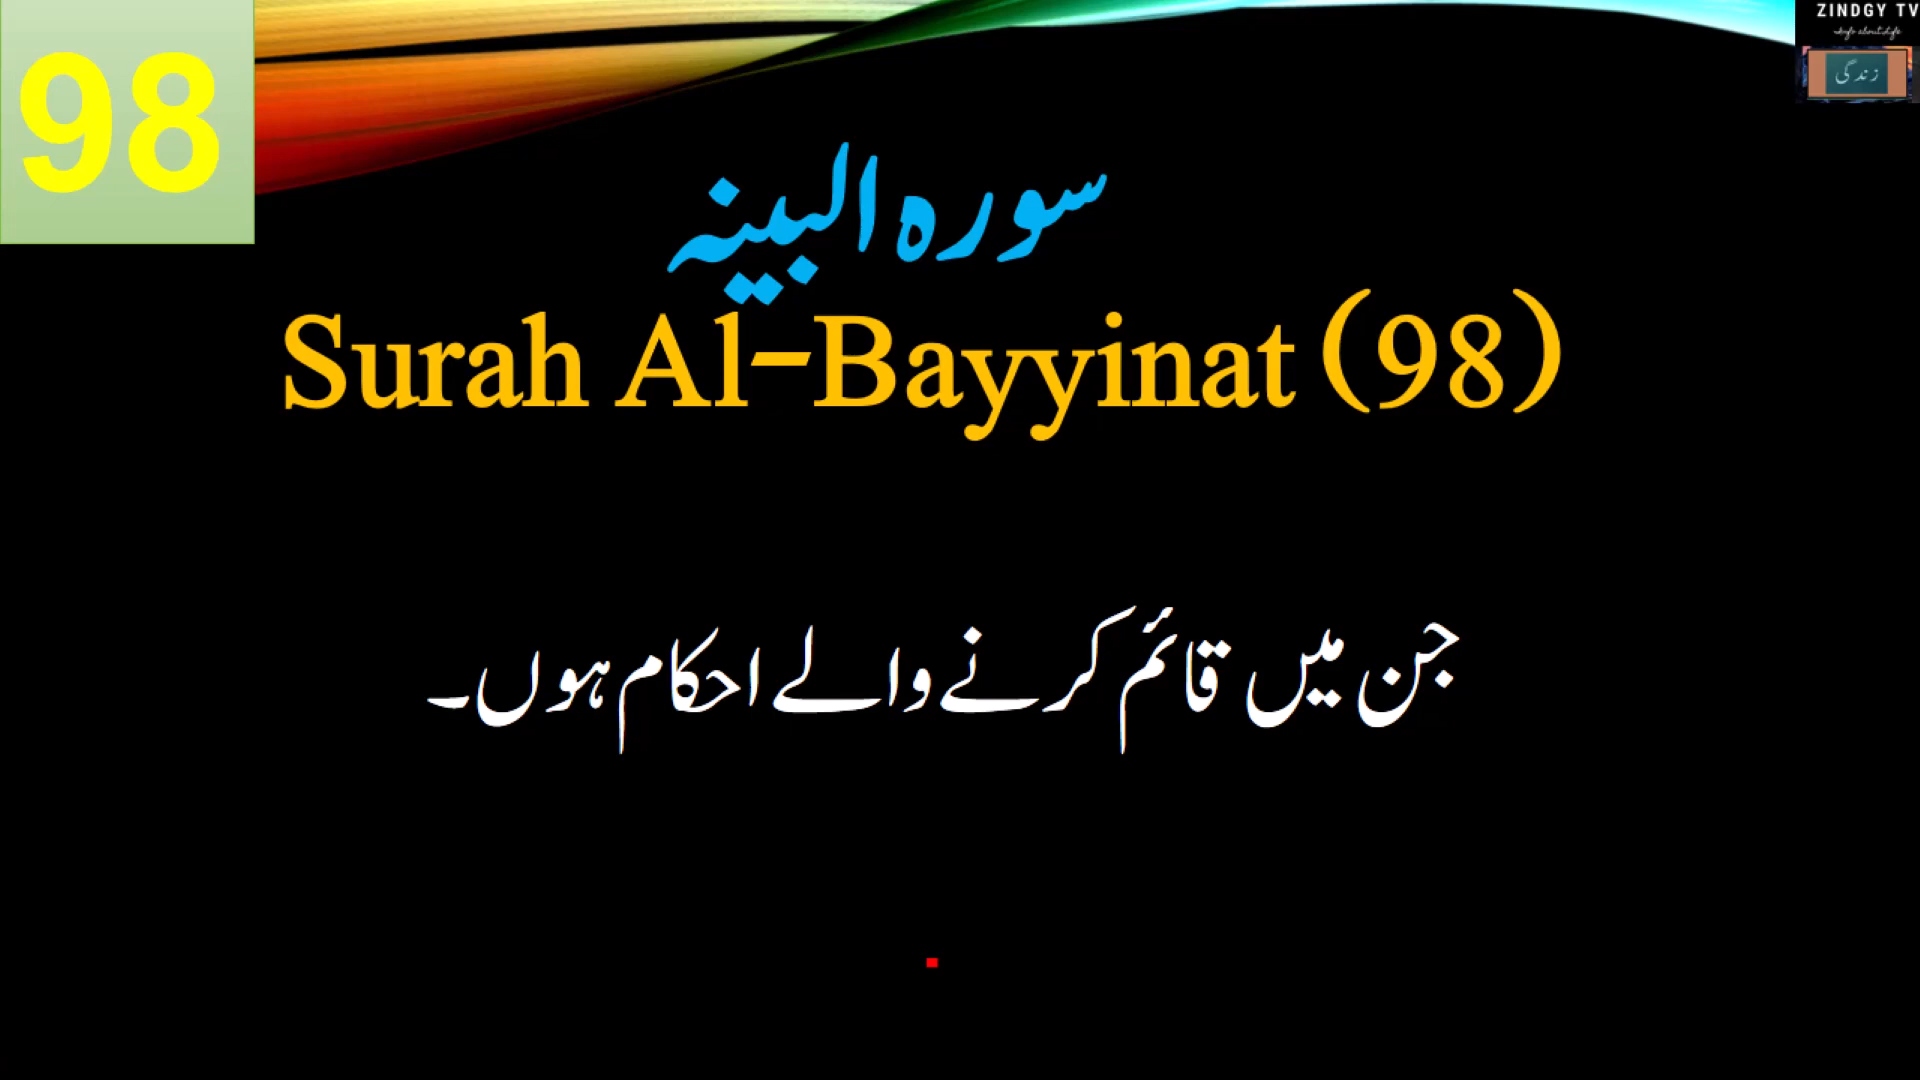 98
ZINDGY TV
زندگی
سورہ البینہ
Surah Al-Bayyinat (98)
جن میں قائم کرنے والے احکام ہوں۔